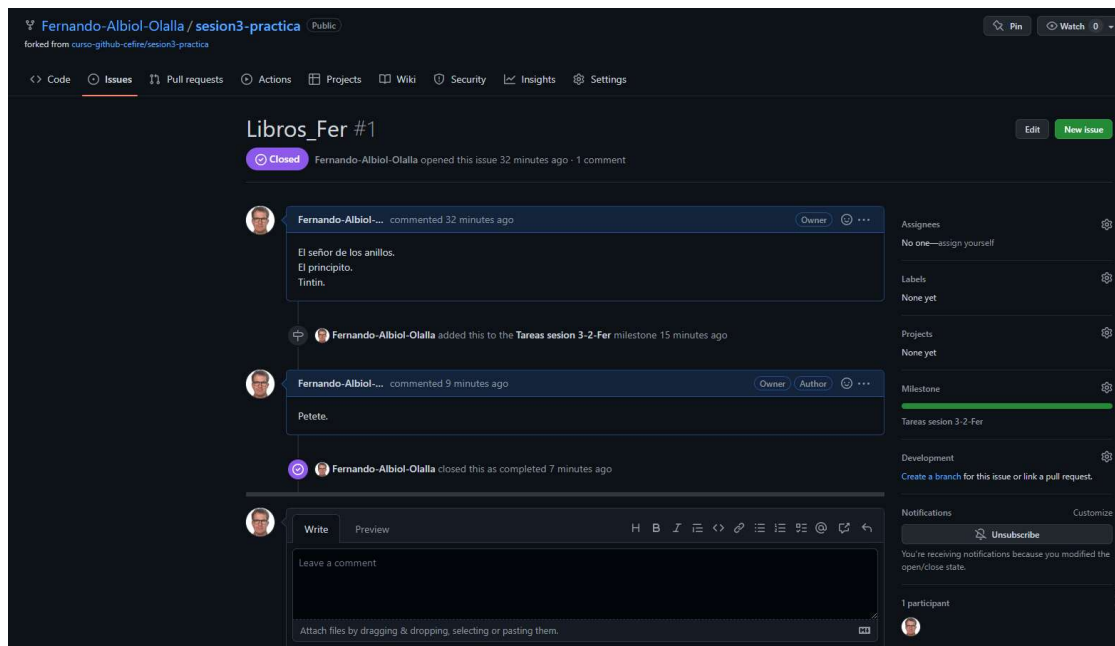 Fernando-Albiol-Olalla / sesion3-practica Public
Pin
Watch 0
forked from curso-github-cefire/sesion3-practica
Code Issues Pull requests Actions Projects Wiki Security Insights Settings
Libros_Fer #1
Edit
New issue
Closed Fernando-Albiol-Olalla opened this issue 32 minutes ago · 1 comment
Fernando-Albiol-... commented 32 minutes ago
Owner
El señor de los anillos.
El principito.
Tintin.
Fernando-Albiol-Olalla added this to the Tareas sesion 3-2-Fer milestone 15 minutes ago
Fernando-Albiol-... commented 9 minutes ago
Owner Author
Petete.
Fernando-Albiol-Olalla closed this as completed 7 minutes ago
Write Preview
H B I
Leave a comment
Attach files by dragging & dropping, selecting or pasting them.
Assignees
No one—assign yourself
Labels
None yet
Projects
None yet
Milestone
Tareas sesion 3-2-Fer
Development
Create a branch for this issue or link a pull request.
Notifications Customize
Unsubscribe
You're receiving notifications because you modified the
open/close state.
1 participant